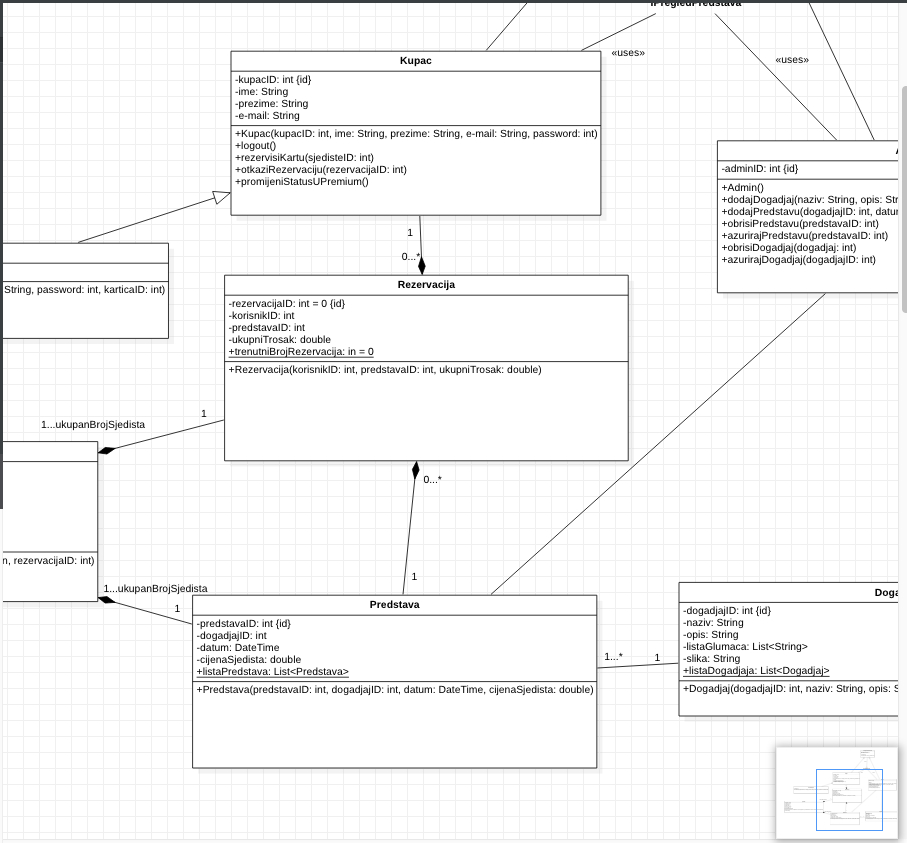 IPregledPredstava
«uses»
«uses»
Kupac
-kupacID: int {id}
-ime: String
-prezime: String
-e-mail: String
+Kupac(kupacID: int, ime: String, prezime: String, e-mail: String, password: int)
+logout()
+rezervisiKartu(sjedisteID: int)
+otkaziRezervaciju(rezervacijaID: int)
+promijeniStatusUPremium()
-adminID: int {id}
+Admin()
+dodajDogadjaj(naziv: String, opis: Str
+dodajPredstavu(dogadjajID: int, datur
+obrisiPredstavu(predstavaID: int)
+azurirajPredstavu(predstavaID: int)
+obrisiDogadjaj(dogadjaj: int)
+azurirajDogadjaj(dogadjajID: int)
1
0...*
String, password: int, karticaID: int)
Rezervacija
-rezervacijaID: int = 0 {id}
-korisnikID: int
-predstavaID: int
-ukupniTrosak: double
+trenutniBrojRezervacija: in = 0
+Rezervacija(korisnikID: int, predstavaID: int, ukupniTrosak: double)
1
1...ukupanBrojSjedista
0...*
n, rezervacijaID: int)
1
1...ukupanBrojSjedista
1
Predstava
-predstavaID: int {id}
-dogadjajID: int
-datum: DateTime
-cijenaSjedista: double
+listaPredstava: List<Predstava>
+Predstava(predstavaID: int, dogadjajID: int, datum: DateTime, cijenaSjedista: double)
1...*
1
Doga
-dogadjajID: int {id}
-naziv: String
-opis: String
-listaGlumaca: List<String>
-slika: String
+listaDogadjaja: List<Dogadjaj>
+Dogadjaj(dogadjajID: int, naziv: String, opis: S